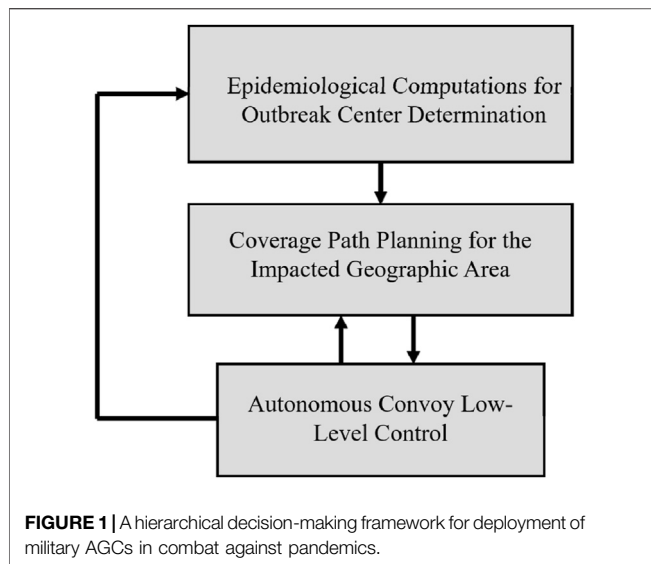 Epidemiological Computations for
Outbreak Center Determination
Coverage Path Planning for the
Impacted Geographic Area
Autonomous Convoy Low-
Level Control
FIGURE 1 | A hierarchical decision-making framework for deployment of
military AGCs in combat against pandemics.